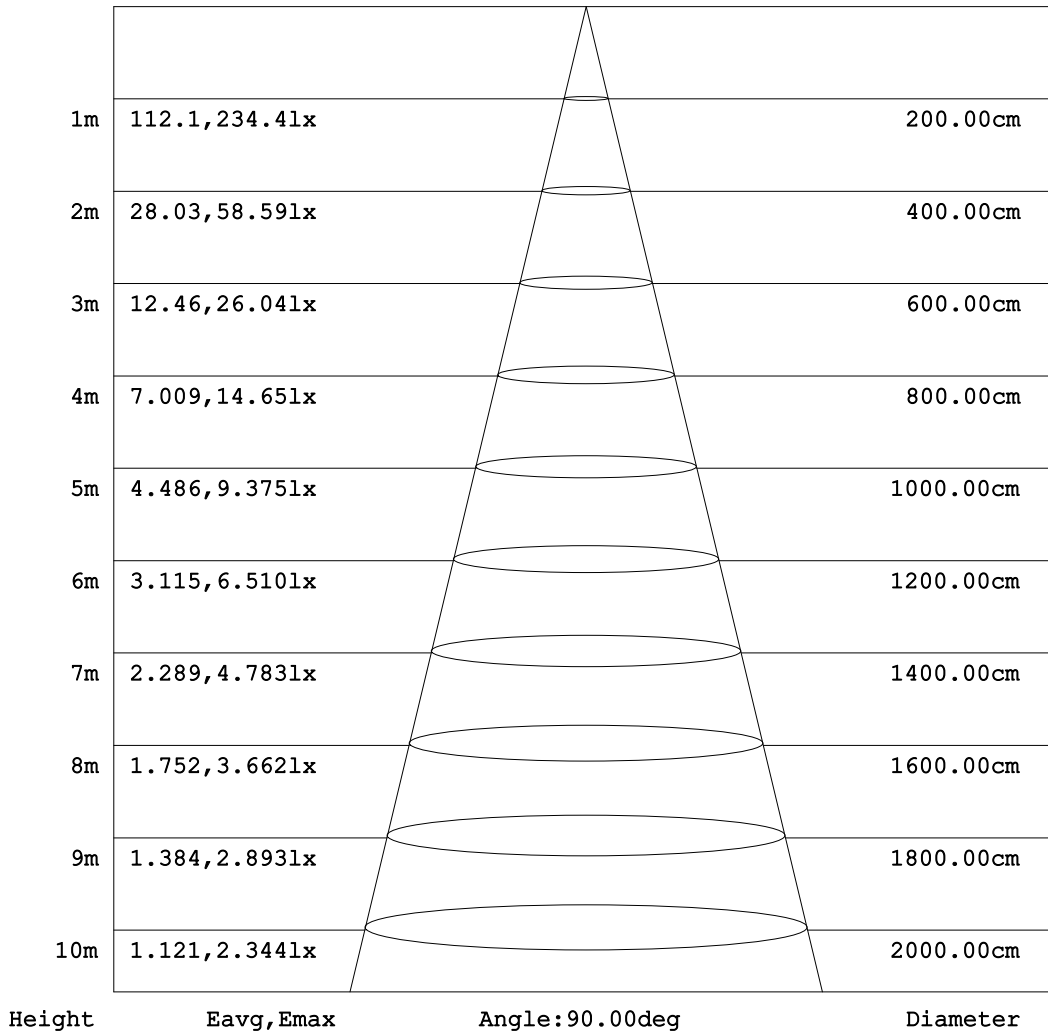 1m 112.1,234.4lx 200.00cm
2m 28.03,58.59lx 400.00cm
3m 12.46,26.04lx 600.00cm
4m 7.009,14.65lx 800.00cm
5m 4.486,9.375lx 1000.00cm
6m 3.115,6.510lx 1200.00cm
7m 2.289,4.783lx 1400.00cm
8m 1.752,3.662lx 1600.00cm
9m 1.384,2.893lx 1800.00cm
10m 1.121,2.344lx 2000.00cm
Height Eavg,Emax Angle:90.00deg Diameter